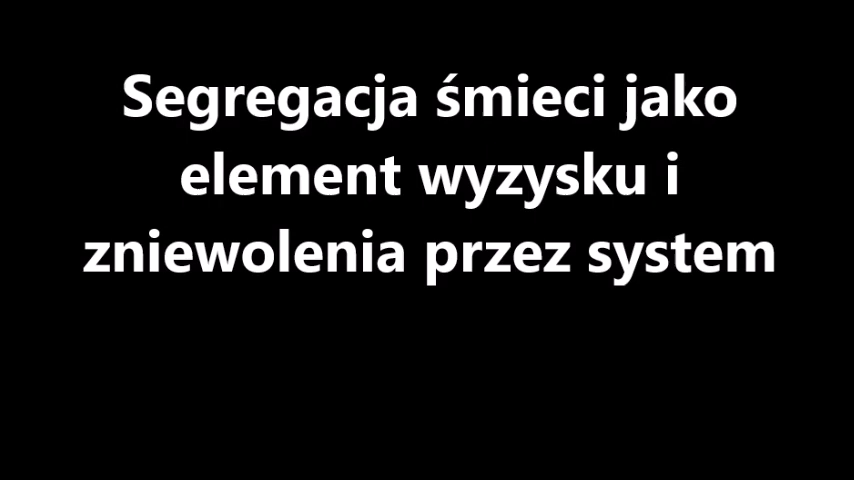 Segregacja śmieci jako
element wyzysku i
zniewolenia przez system